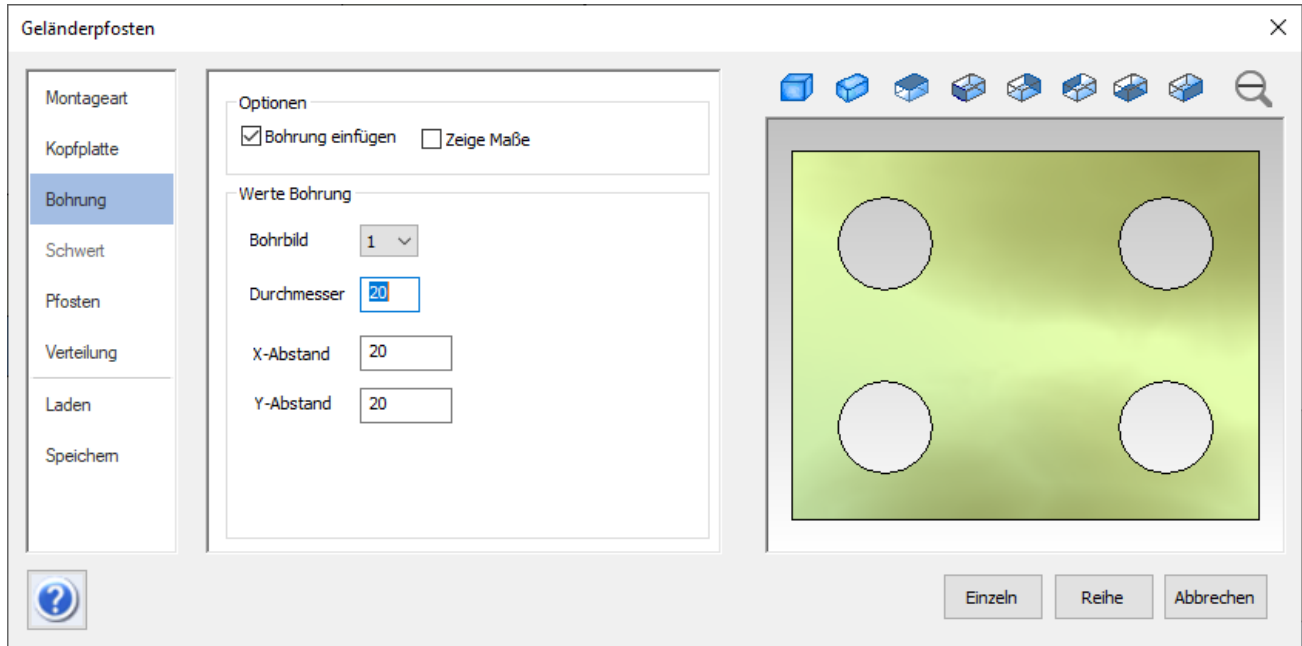 Geländerpfosten
Montageart
Kopfplatte
Bohrung
Schwert
Pfosten
Verteilung
Laden
Speichern
Optionen
Bohrung einfügen Zeige Maße
Werte Bohrung
Bohrbild 1
Durchmesser 20
X-Abstand 20
Y-Abstand 20
?
Einzeln Reihe Abbrechen